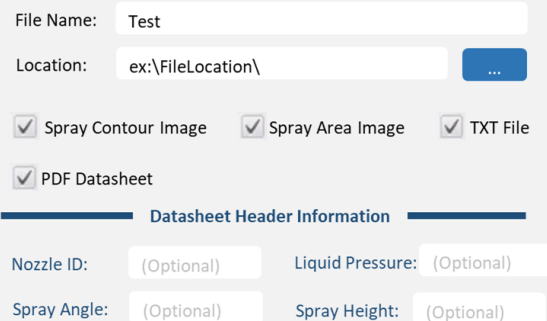 File Name: Test
Location: ex:\FileLocation\ ...
Spray Contour Image Spray Area Image TXT File
PDF Datasheet
Datasheet Header Information
Nozzle ID: (Optional) Liquid Pressure: (Optional)
Spray Angle: (Optional) Spray Height: (Optional)